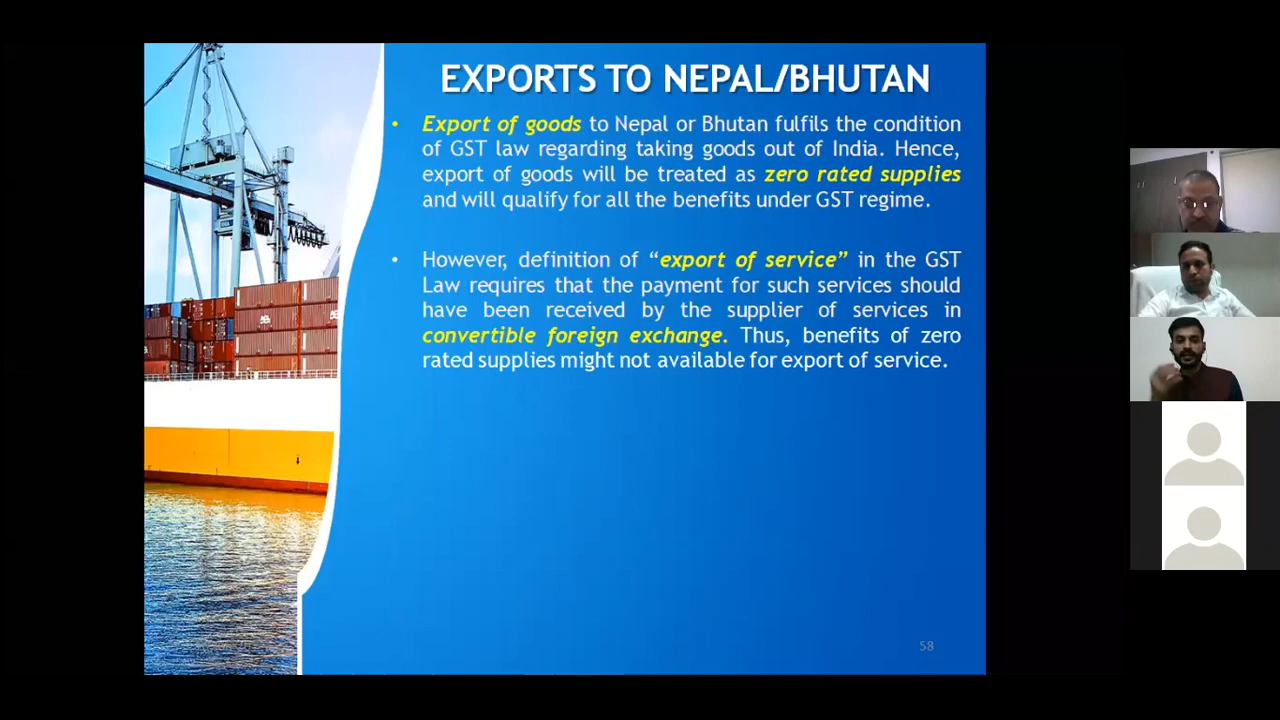 EXPORTS TO NEPAL/BHUTAN
• Export of goods to Nepal or Bhutan fulfils the condition
of GST law regarding taking goods out of India. Hence,
export of goods will be treated as zero rated supplies
and will qualify for all the benefits under GST regime.
• However, definition of “export of service” in the GST
Law requires that the payment for such services should
have been received by the supplier of services in
convertible foreign exchange. Thus, benefits of zero
rated supplies might not available for export of service.
58